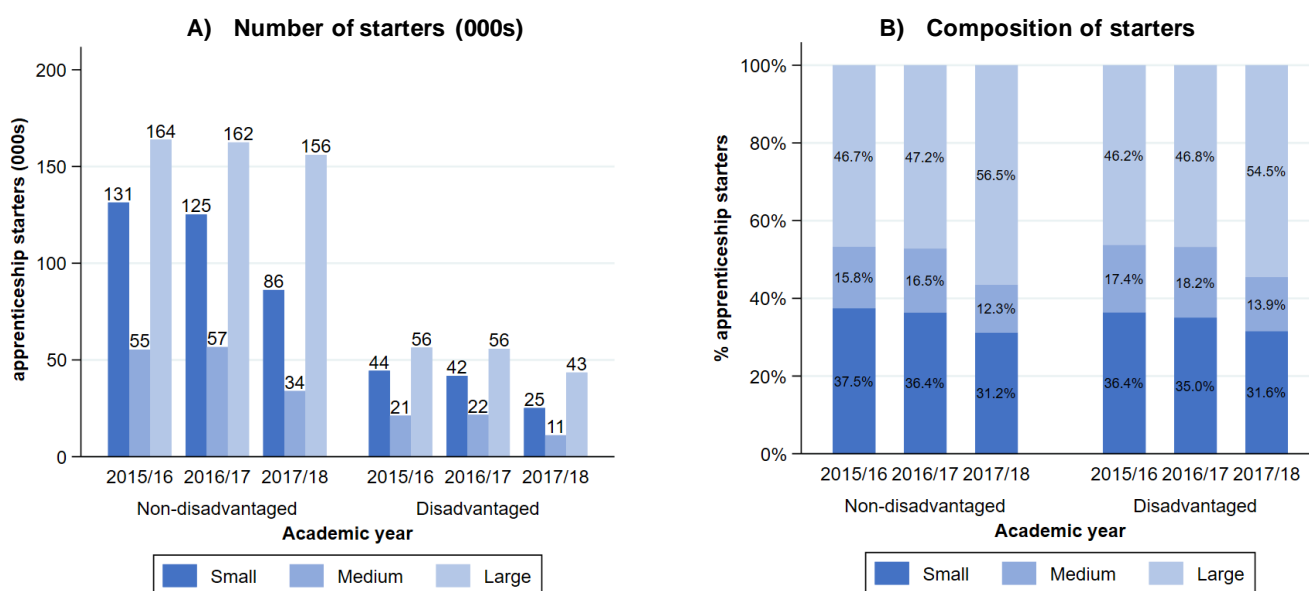 A) Number of starters (000s)
apprenticeship starters (000s)
200
150
100
50
0
131
55
164
125
57
162
86
34
156
44
21
56
42
22
56
25
11
43
2015/16 2016/17 2017/18 2015/16 2016/17 2017/18
Non-disadvantaged Disadvantaged
Academic year
Small Medium Large
B) Composition of starters
% apprenticeship starters
100%
80%
60%
40%
20%
0%
46.7% 47.2% 56.5% 46.2% 46.8% 54.5%
15.8% 16.5% 12.3% 17.4% 18.2% 13.9%
37.5% 36.4% 31.2% 36.4% 35.0% 31.6%
2015/16 2016/17 2017/18 2015/16 2016/17 2017/18
Non-disadvantaged Disadvantaged
Academic year
Small Medium Large